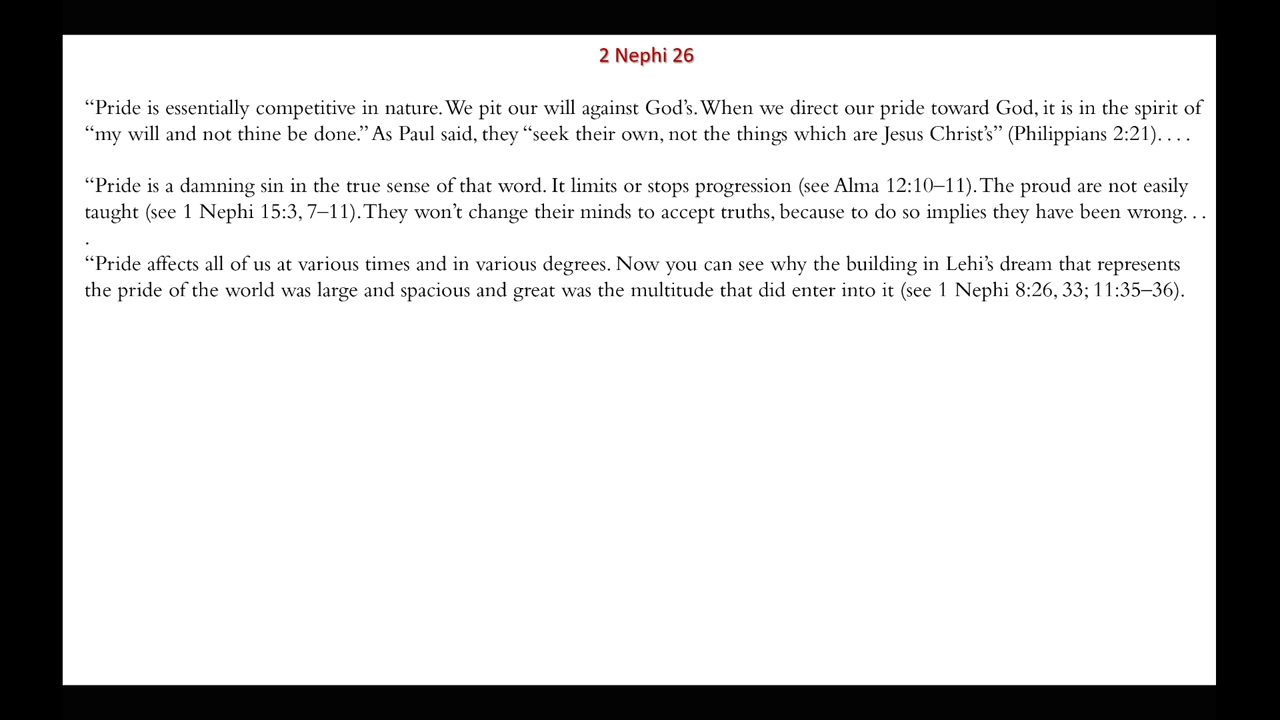 2 Nephi 26
“Pride is essentially competitive in nature. We pit our will against God’s. When we direct our pride toward God, it is in the spirit of
“my will and not thine be done.” As Paul said, they “seek their own, not the things which are Jesus Christ’s” (Philippians 2:21). . . .
“Pride is a damning sin in the true sense of that word. It limits or stops progression (see Alma 12:10–11). The proud are not easily
taught (see 1 Nephi 15:3, 7–11). They won’t change their minds to accept truths, because to do so implies they have been wrong. . .
.
“Pride affects all of us at various times and in various degrees. Now you can see why the building in Lehi’s dream that represents
the pride of the world was large and spacious and great was the multitude that did enter into it (see 1 Nephi 8:26, 33; 11:35–36).